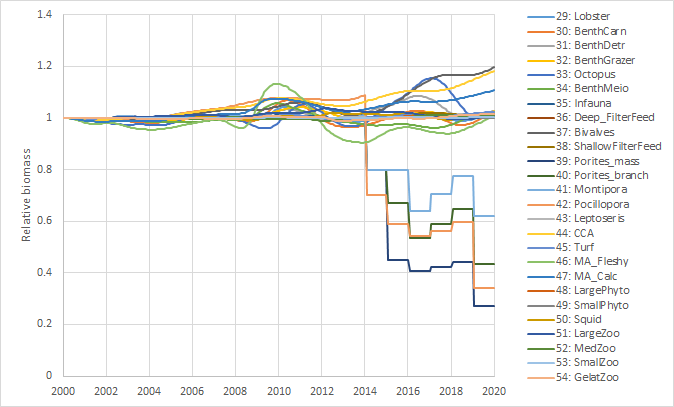 1.4
1.2
1
0.8
0.6
0.4
0.2
0
Relative biomass
2000 2002 2004 2006 2008 2010 2012 2014 2016 2018 2020
29: Lobster
30: BenthCarn
31: BenthDetr
32: BenthGrazer
33: Octopus
34: BenthMeio
35: Infauna
36: Deep_FilterFeed
37: Bivalves
38: ShallowFilterFeed
39: Porites_mass
40: Porites_branch
41: Montipora
42: Pocillopora
43: Leptoseris
44: CCA
45: Turf
46: MA_Fleshy
47: MA_Calc
48: LargePhyto
49: SmallPhyto
50: Squid
51: LargeZoo
52: MedZoo
53: SmallZoo
54: GelatZoo